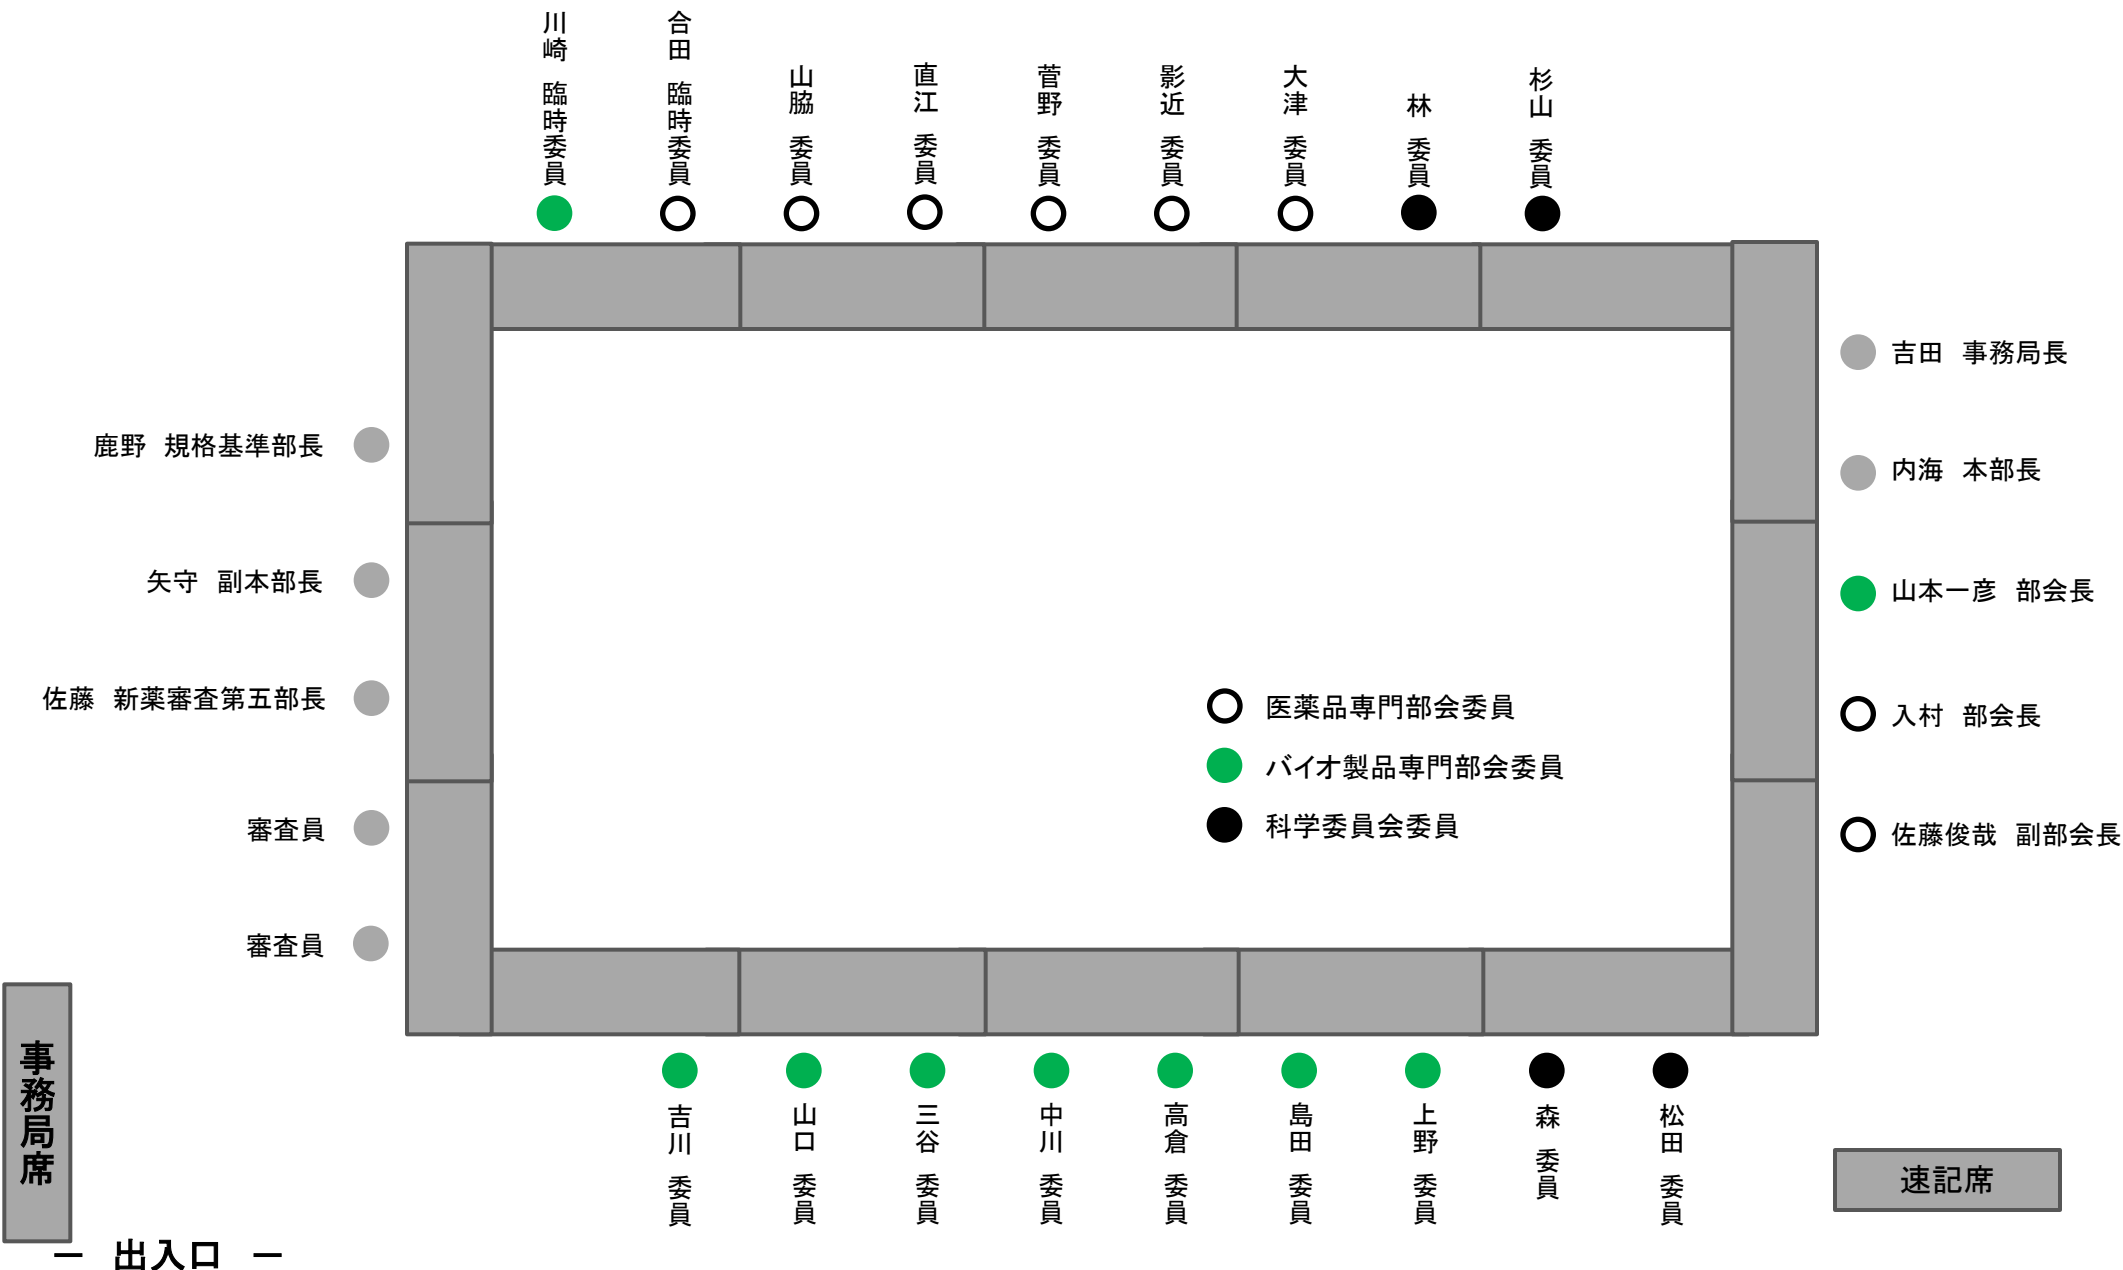 川崎　臨時委員
合田　臨時委員
山脇　委員
直江　委員
菅野　委員
影近　委員
大津　委員
林　委員
杉山　委員
吉田　事務局長
内海　本部長
山本一彦　部会長
入村　部会長
佐藤俊哉　副部会長
鹿野　規格基準部長
矢守　副本部長
佐藤　新薬審査第五部長
審査員
審査員
医薬品専門部会委員
バイオ製品専門部会委員
科学委員会委員
吉川　委員
山口　委員
三谷　委員
中川　委員
高倉　委員
島田　委員
上野　委員
森　委員
松田　委員
事務局席
速記席
－　出入口　－